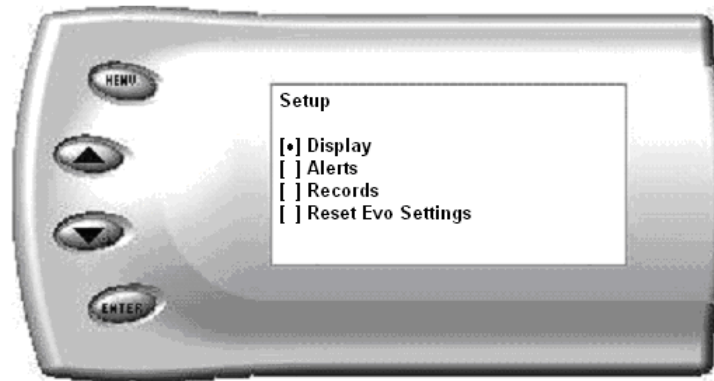 MENU
Setup
[•] Display
[ ] Alerts
[ ] Records
[ ] Reset Evo Settings
ENTER